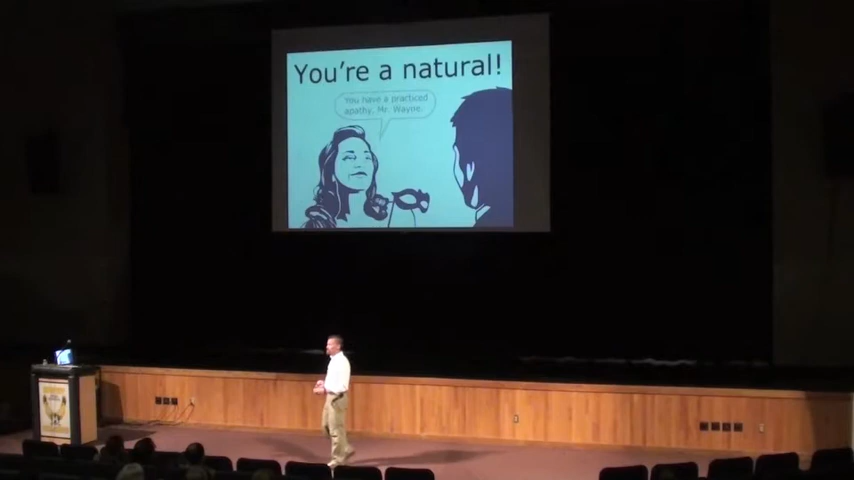 You're a natural!
You have a practiced
apathy, Mr. Wayne.